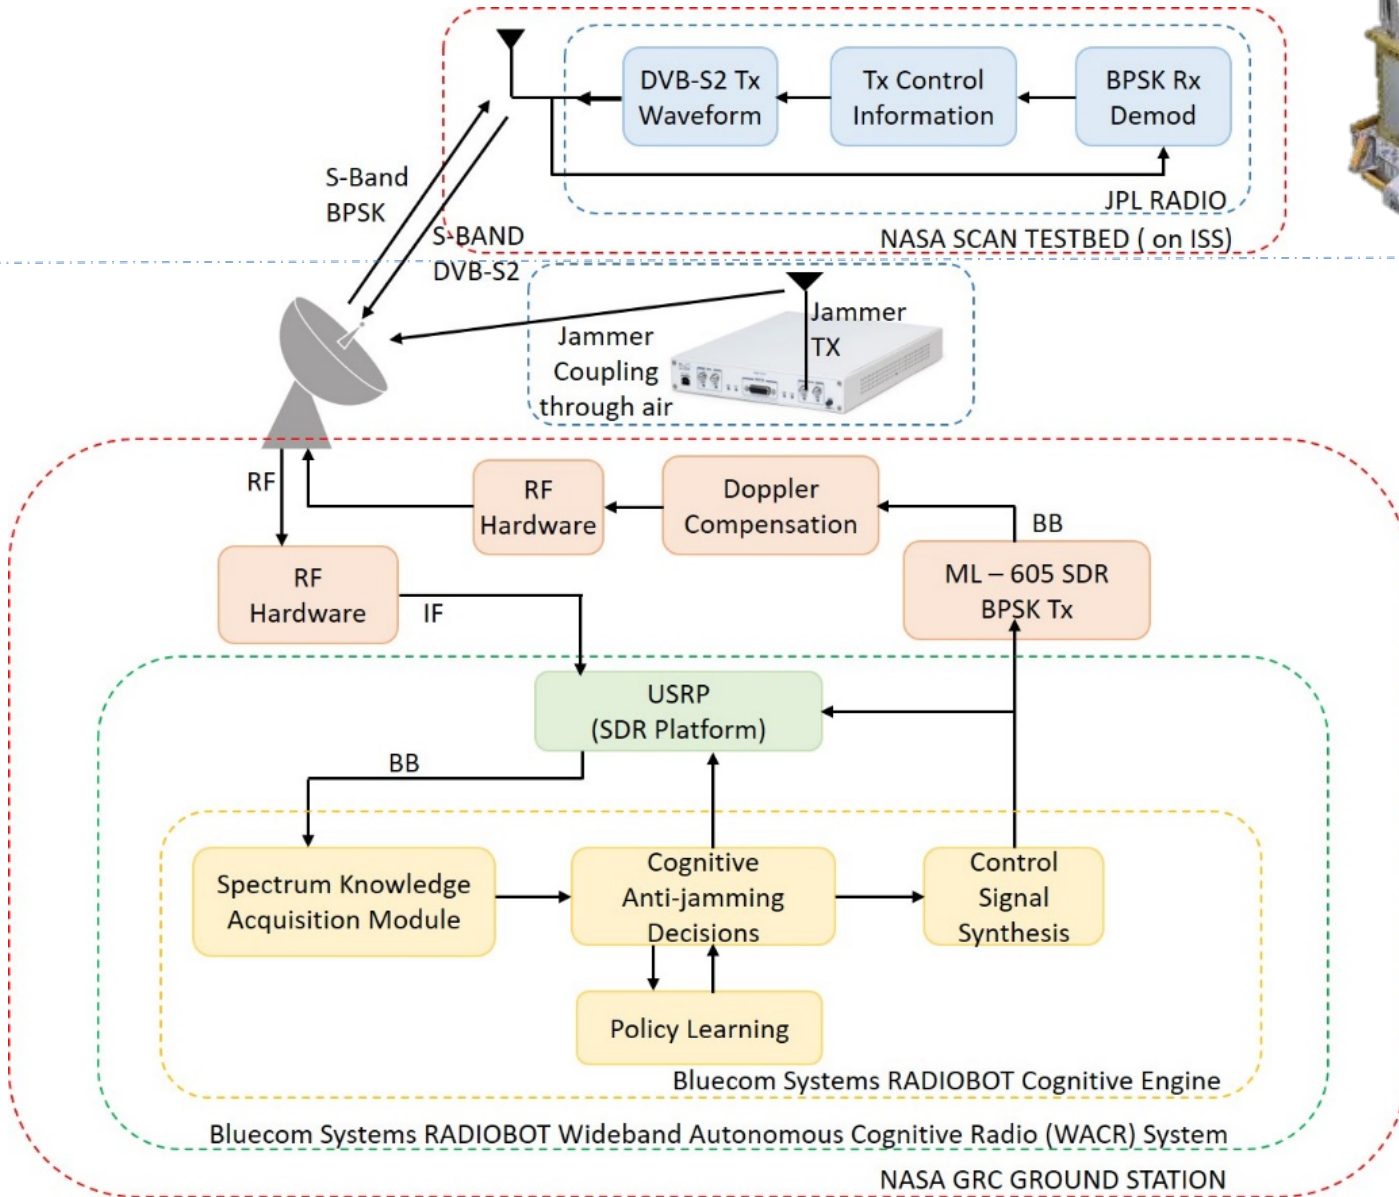 DVB-S2 Tx
Waveform
Tx Control
Information
BPSK Rx
Demod
JPL RADIO
NASA SCAN TESTBED ( on ISS)
S-Band
BPSK
S-BAND
DVB-S2
Jammer
TX
Jammer
Coupling
through air
RF
RF
Hardware
Doppler
Compensation
BB
ML – 605 SDR
BPSK Tx
RF
Hardware
IF
USRP
(SDR Platform)
BB
Spectrum Knowledge
Acquisition Module
Cognitive
Anti-jamming
Decisions
Control
Signal
Synthesis
Policy Learning
Bluecom Systems RADIOBOT Cognitive Engine
Bluecom Systems RADIOBOT Wideband Autonomous Cognitive Radio (WACR) System
NASA GRC GROUND STATION